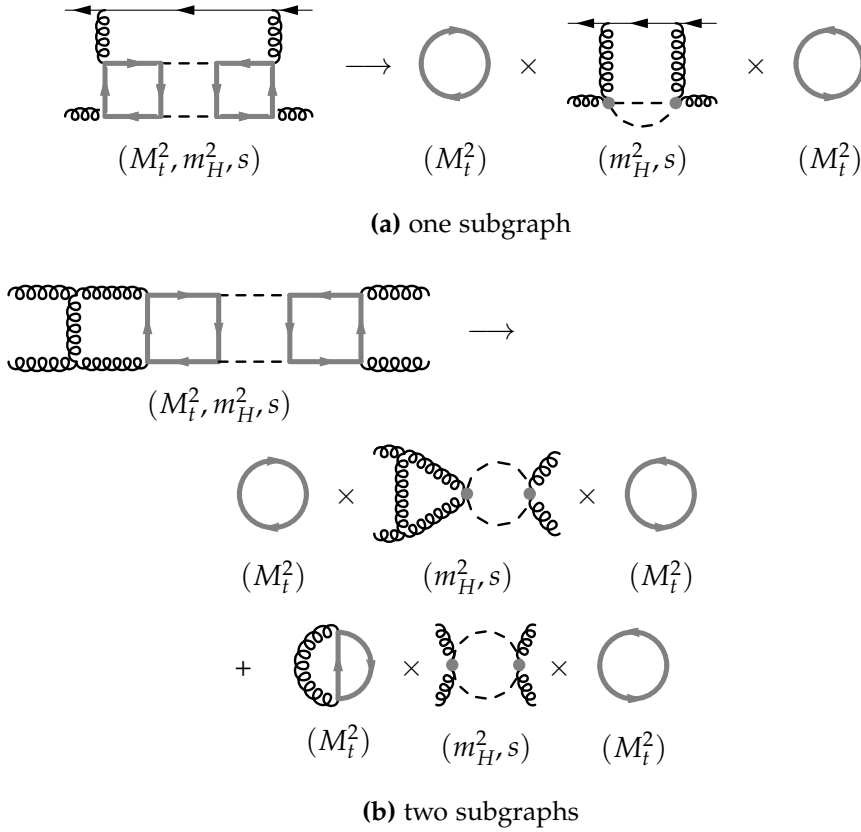 ⟶ × ×
(M_t^2, m_H^2, s) (M_t^2) (m_H^2, s) (M_t^2)
(a) one subgraph
⟶
(M_t^2, m_H^2, s)
× ×
(M_t^2) (m_H^2, s) (M_t^2)
+ × ×
(M_t^2) (m_H^2, s) (M_t^2)
(b) two subgraphs